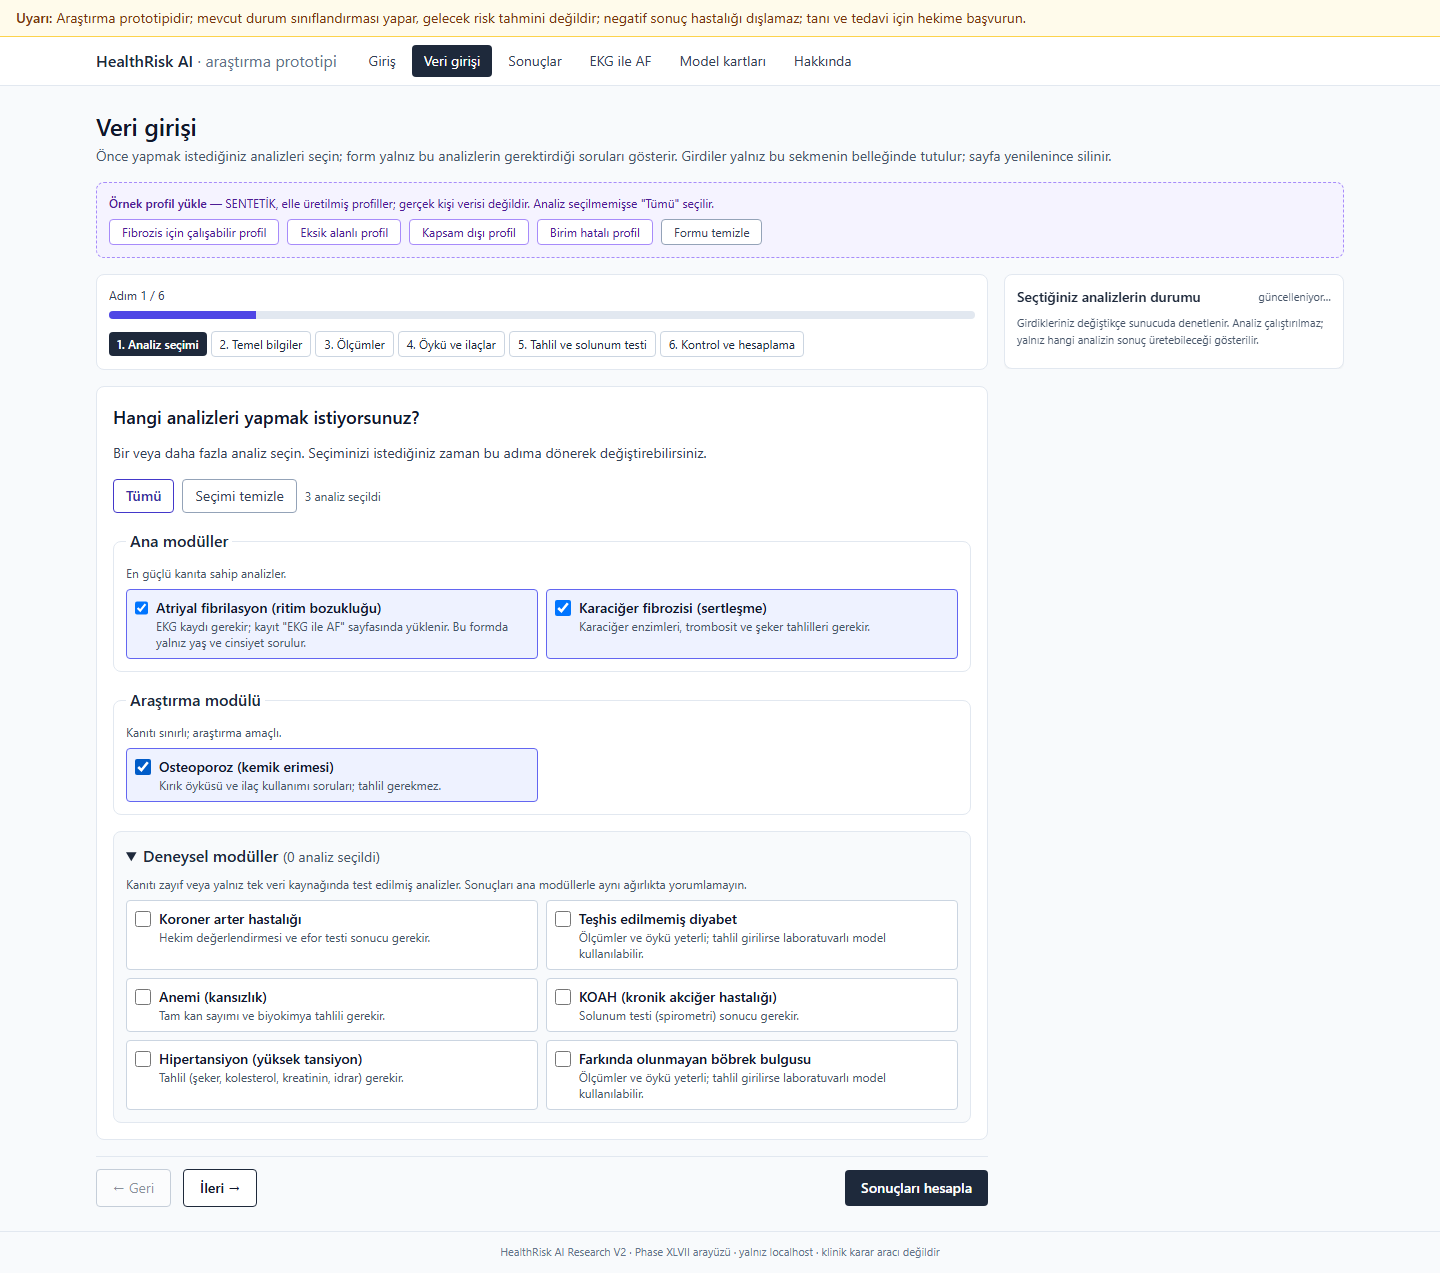 Uyarı: Araştırma prototipidir; mevcut durum sınıflandırması yapar, gelecek risk tahmini değildir; negatif sonuç hastalığı dışlamaz; tanı ve tedavi için hekime başvurun.
HealthRisk AI · araştırma prototipi
Giriş
Veri girişi
Sonuçlar
EKG ile AF
Model kartları
Hakkında
Veri girişi
Önce yapmak istediğiniz analizleri seçin; form yalnız bu analizlerin gerektirdiği soruları gösterir. Girdiler yalnız bu sekmenin belleğinde tutulur; sayfa yenilenince silinir.
Örnek profil yükle — SENTETİK, elle üretilmiş profiller; gerçek kişi verisi değildir. Analiz seçilmemişse "Tümü" seçilir.
Fibrozis için çalışabilir profil
Eksik alanlı profil
Kapsam dışı profil
Birim hatalı profil
Formu temizle
Adım 1 / 6
1. Analiz seçimi
2. Temel bilgiler
3. Ölçümler
4. Öykü ve ilaçlar
5. Tahlil ve solunum testi
6. Kontrol ve hesaplama
Seçtiğiniz analizlerin durumu
güncelleniyor...
Girdikleriniz değiştikçe sunucuda denetlenir. Analiz çalıştırılmaz;
yalnız hangi analizin sonuç üretebileceği gösterilir.
Hangi analizleri yapmak istiyorsunuz?
Bir veya daha fazla analiz seçin. Seçiminizi istediğiniz zaman bu adıma dönerek değiştirebilirsiniz.
Tümü
Seçimi temizle
3 analiz seçildi
Ana modüller
En güçlü kanıta sahip analizler.
Atriyal fibrilasyon (ritim bozukluğu)
EKG kaydı gerekir; kayıt "EKG ile AF" sayfasında yüklenir. Bu formda
yalnız yaş ve cinsiyet sorulur.
Karaciğer fibrozisi (sertleşme)
Karaciğer enzimleri, trombosit ve şeker tahlilleri gerekir.
Araştırma modülü
Kanıtı sınırlı; araştırma amaçlı.
Osteoporoz (kemik erimesi)
Kırık öyküsü ve ilaç kullanımı soruları; tahlil gerekmez.
▼ Deneysel modüller (0 analiz seçildi)
Kanıtı zayıf veya yalnız tek veri kaynağında test edilmiş analizler. Sonuçları ana modüllerle aynı ağırlıkta yorumlamayın.
Koroner arter hastalığı
Hekim değerlendirmesi ve efor testi sonucu gerekir.
Teşhis edilmemiş diyabet
Ölçümler ve öykü yeterli; tahlil girilirse laboratuvarlı model
kullanılabilir.
Anemi (kansızlık)
Tam kan sayımı ve biyokimya tahlili gerekir.
KOAH (kronik akciğer hastalığı)
Solunum testi (spirometri) sonucu gerekir.
Hipertansiyon (yüksek tansiyon)
Tahlil (şeker, kolesterol, kreatinin, idrar) gerekir.
Farkında olunmayan böbrek bulgusu
Ölçümler ve öykü yeterli; tahlil girilirse laboratuvarlı model
kullanılabilir.
← Geri
İleri →
Sonuçları hesapla
HealthRisk AI Research V2 · Phase XLVII arayüzü · yalnız localhost · klinik karar aracı değildir